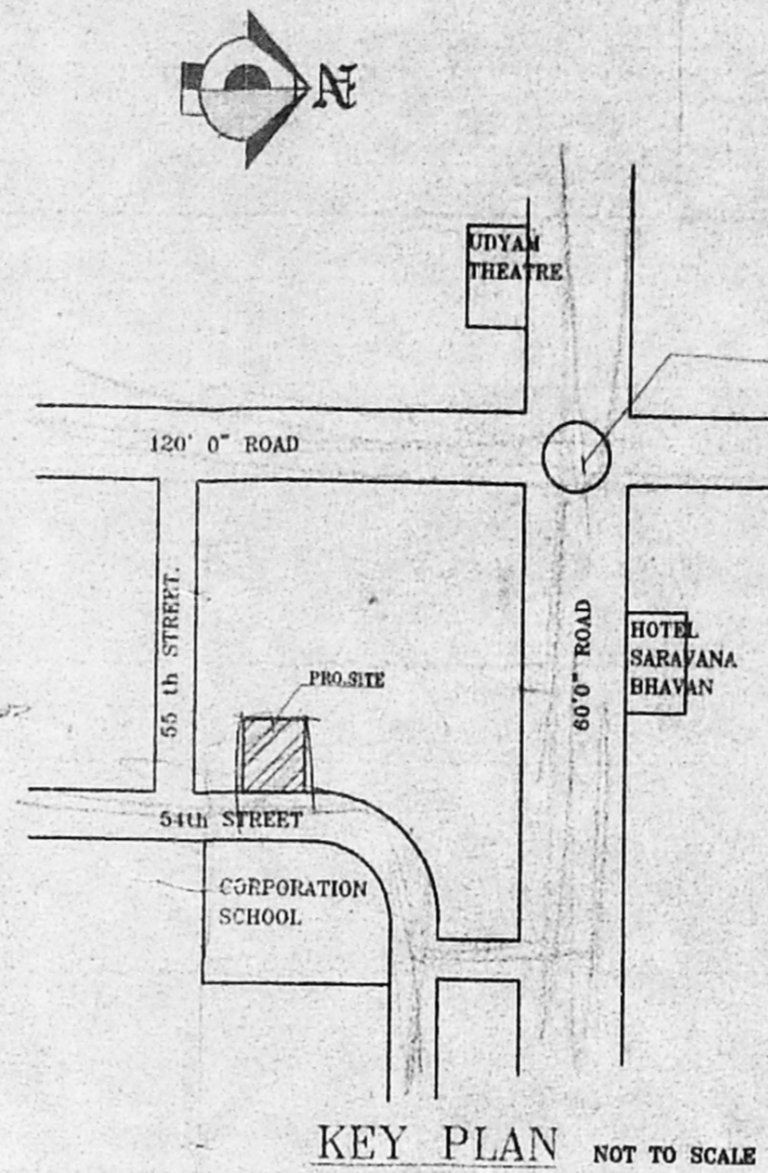 N
UDYAM
THEATRE
120' 0" ROAD
55 th STREET.
PRO.SITE
60'0" ROAD
HOTEL
SARAVANA
BHAVAN
54th STREET
CORPORATION
SCHOOL
KEY PLAN NOT TO SCALE